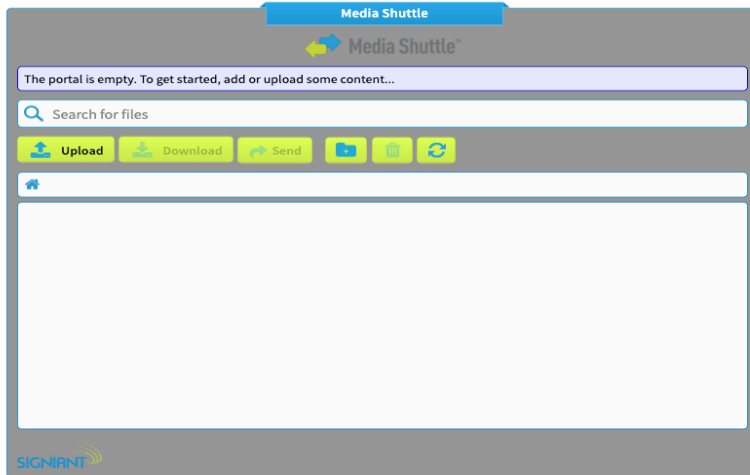 Media Shuttle
Media Shuttle™
The portal is empty. To get started, add or upload some content...
Search for files
Upload
Download
Send
SIGNIANT